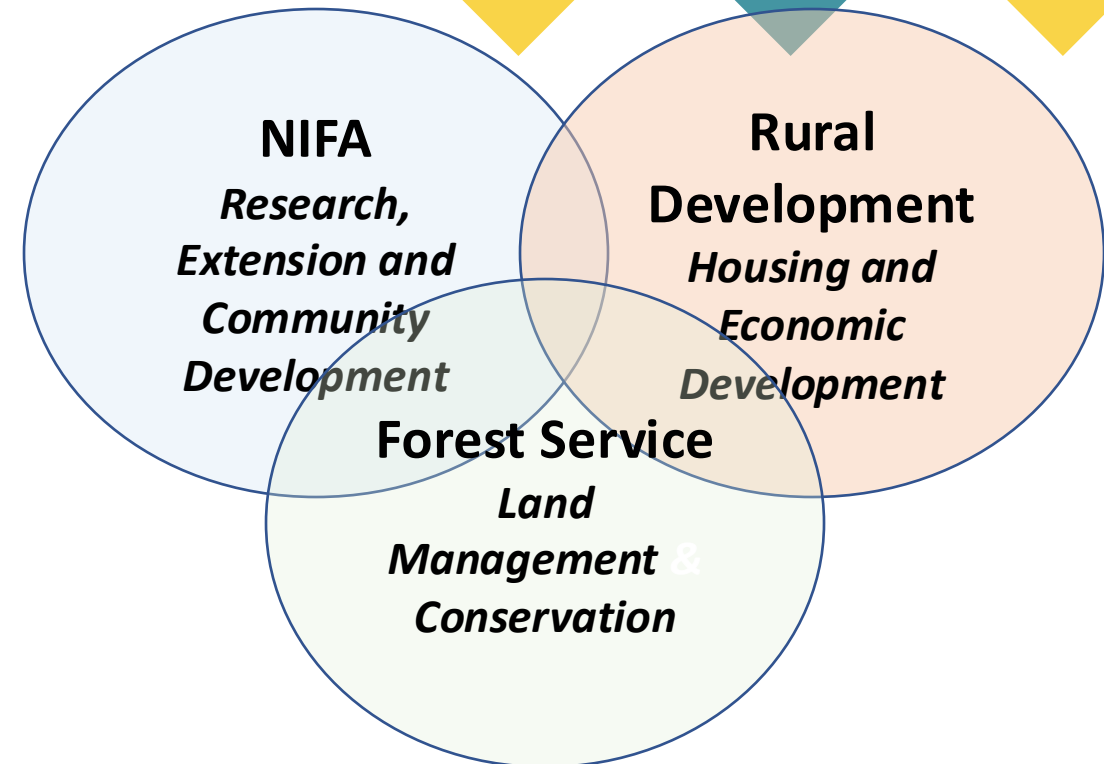 NIFA
Research,
Extension and
Community
Development
Rural
Development
Housing and
Economic
Development
Forest Service
Land
Management &
Conservation